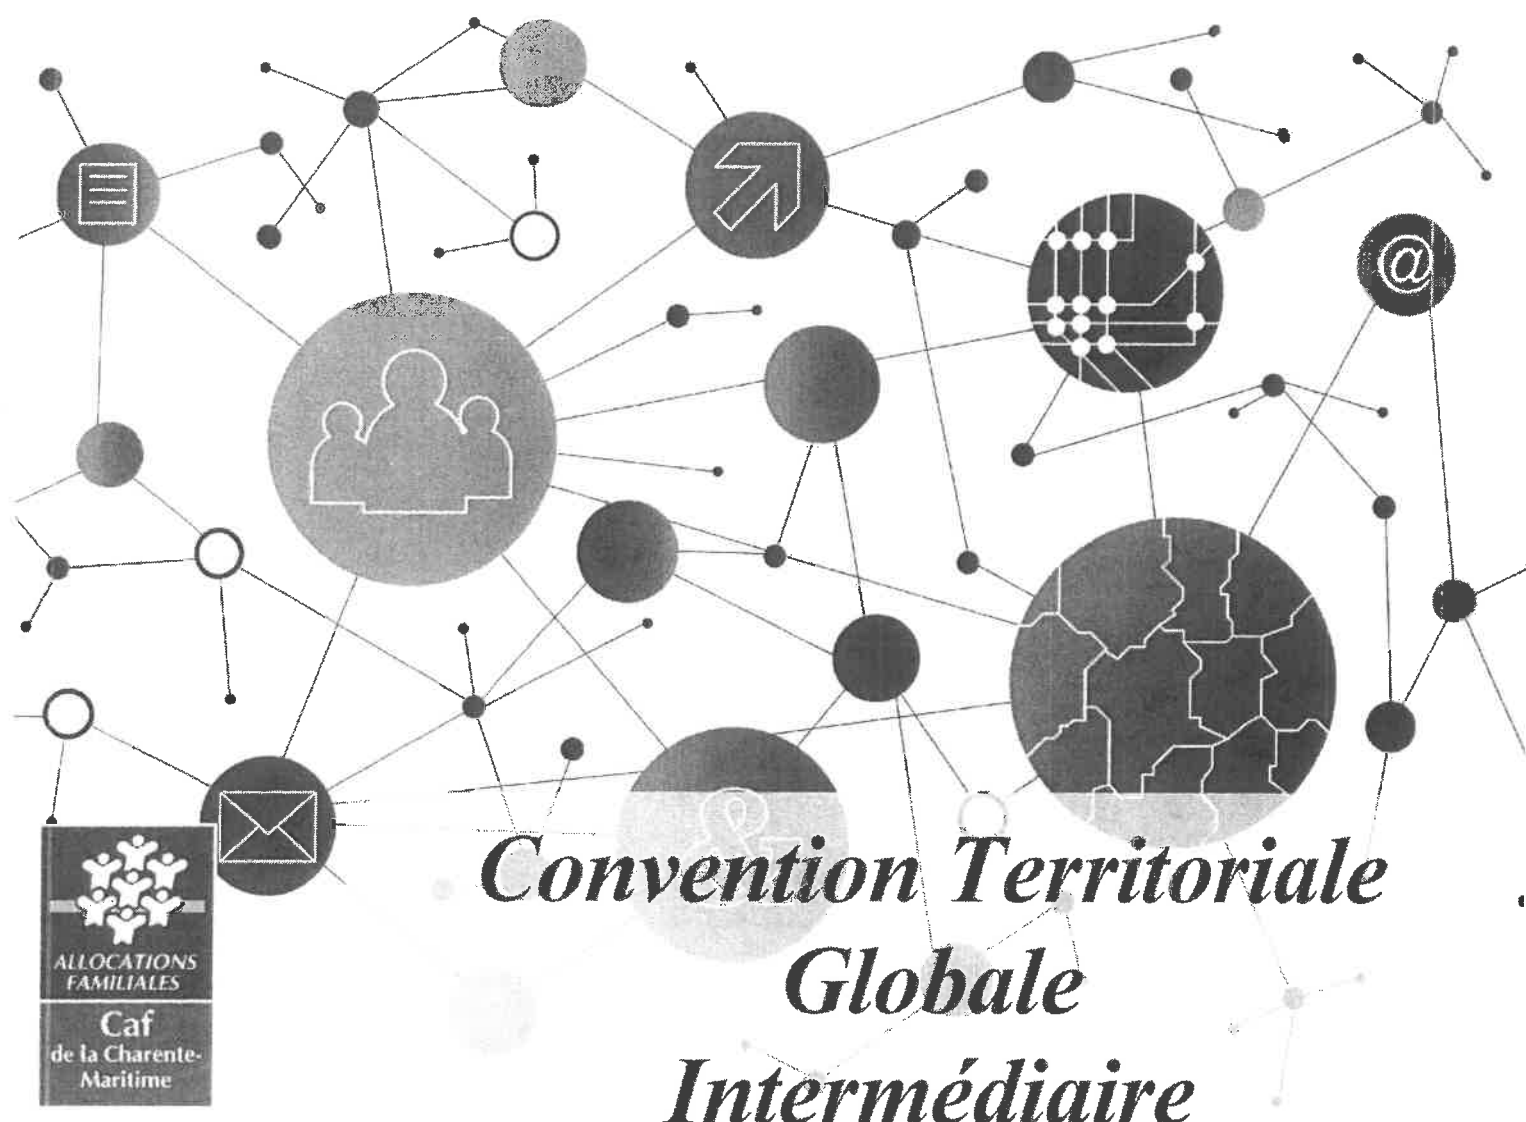 @
&
Convention Territoriale
Globale
Intermédiaire
ALLOCATIONS
FAMILIALES
Caf
de la Charente-
Maritime